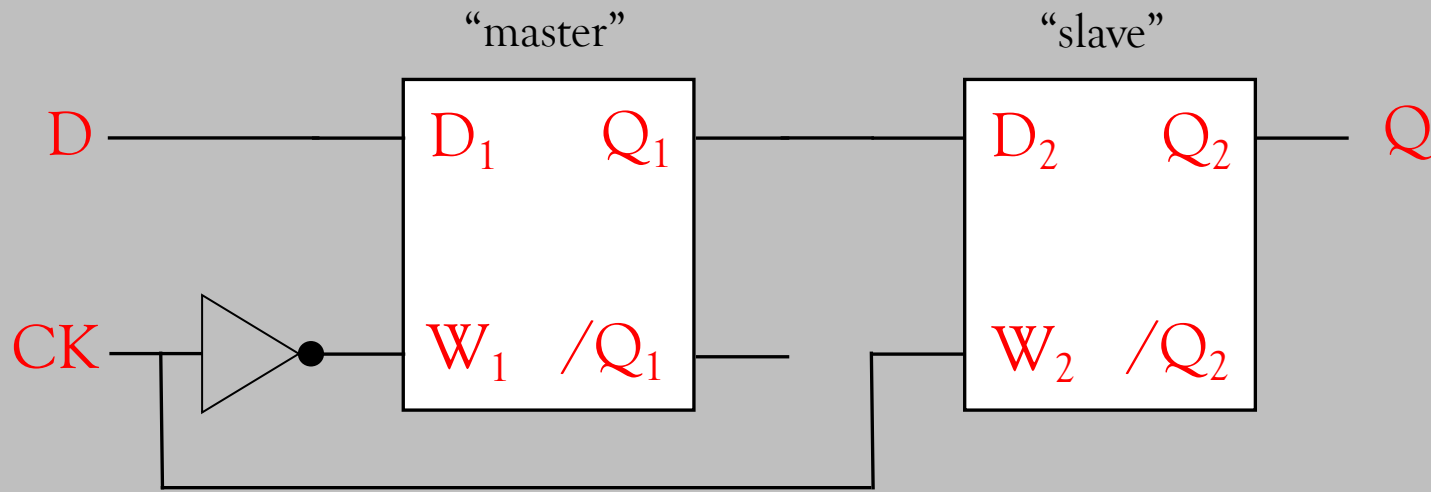 “master” “slave”
D D₁ Q₁ D₂ Q₂ Q
CK W₁ /Q₁ W₂ /Q₂